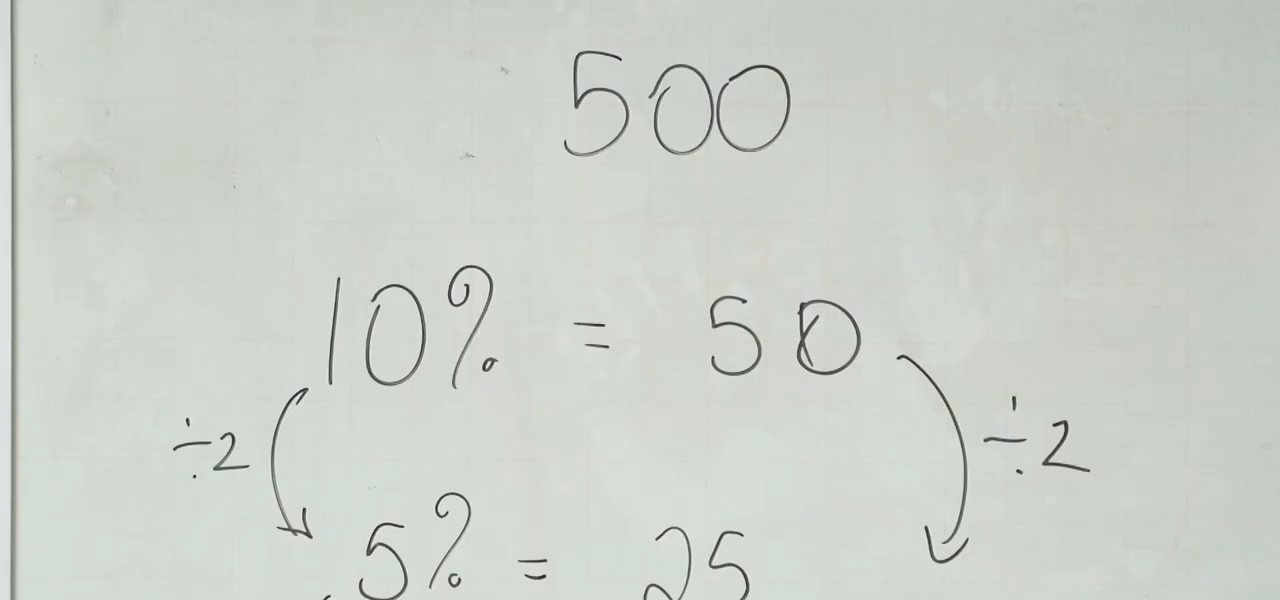 500
10% = 50
÷2 ÷2
5% = 25